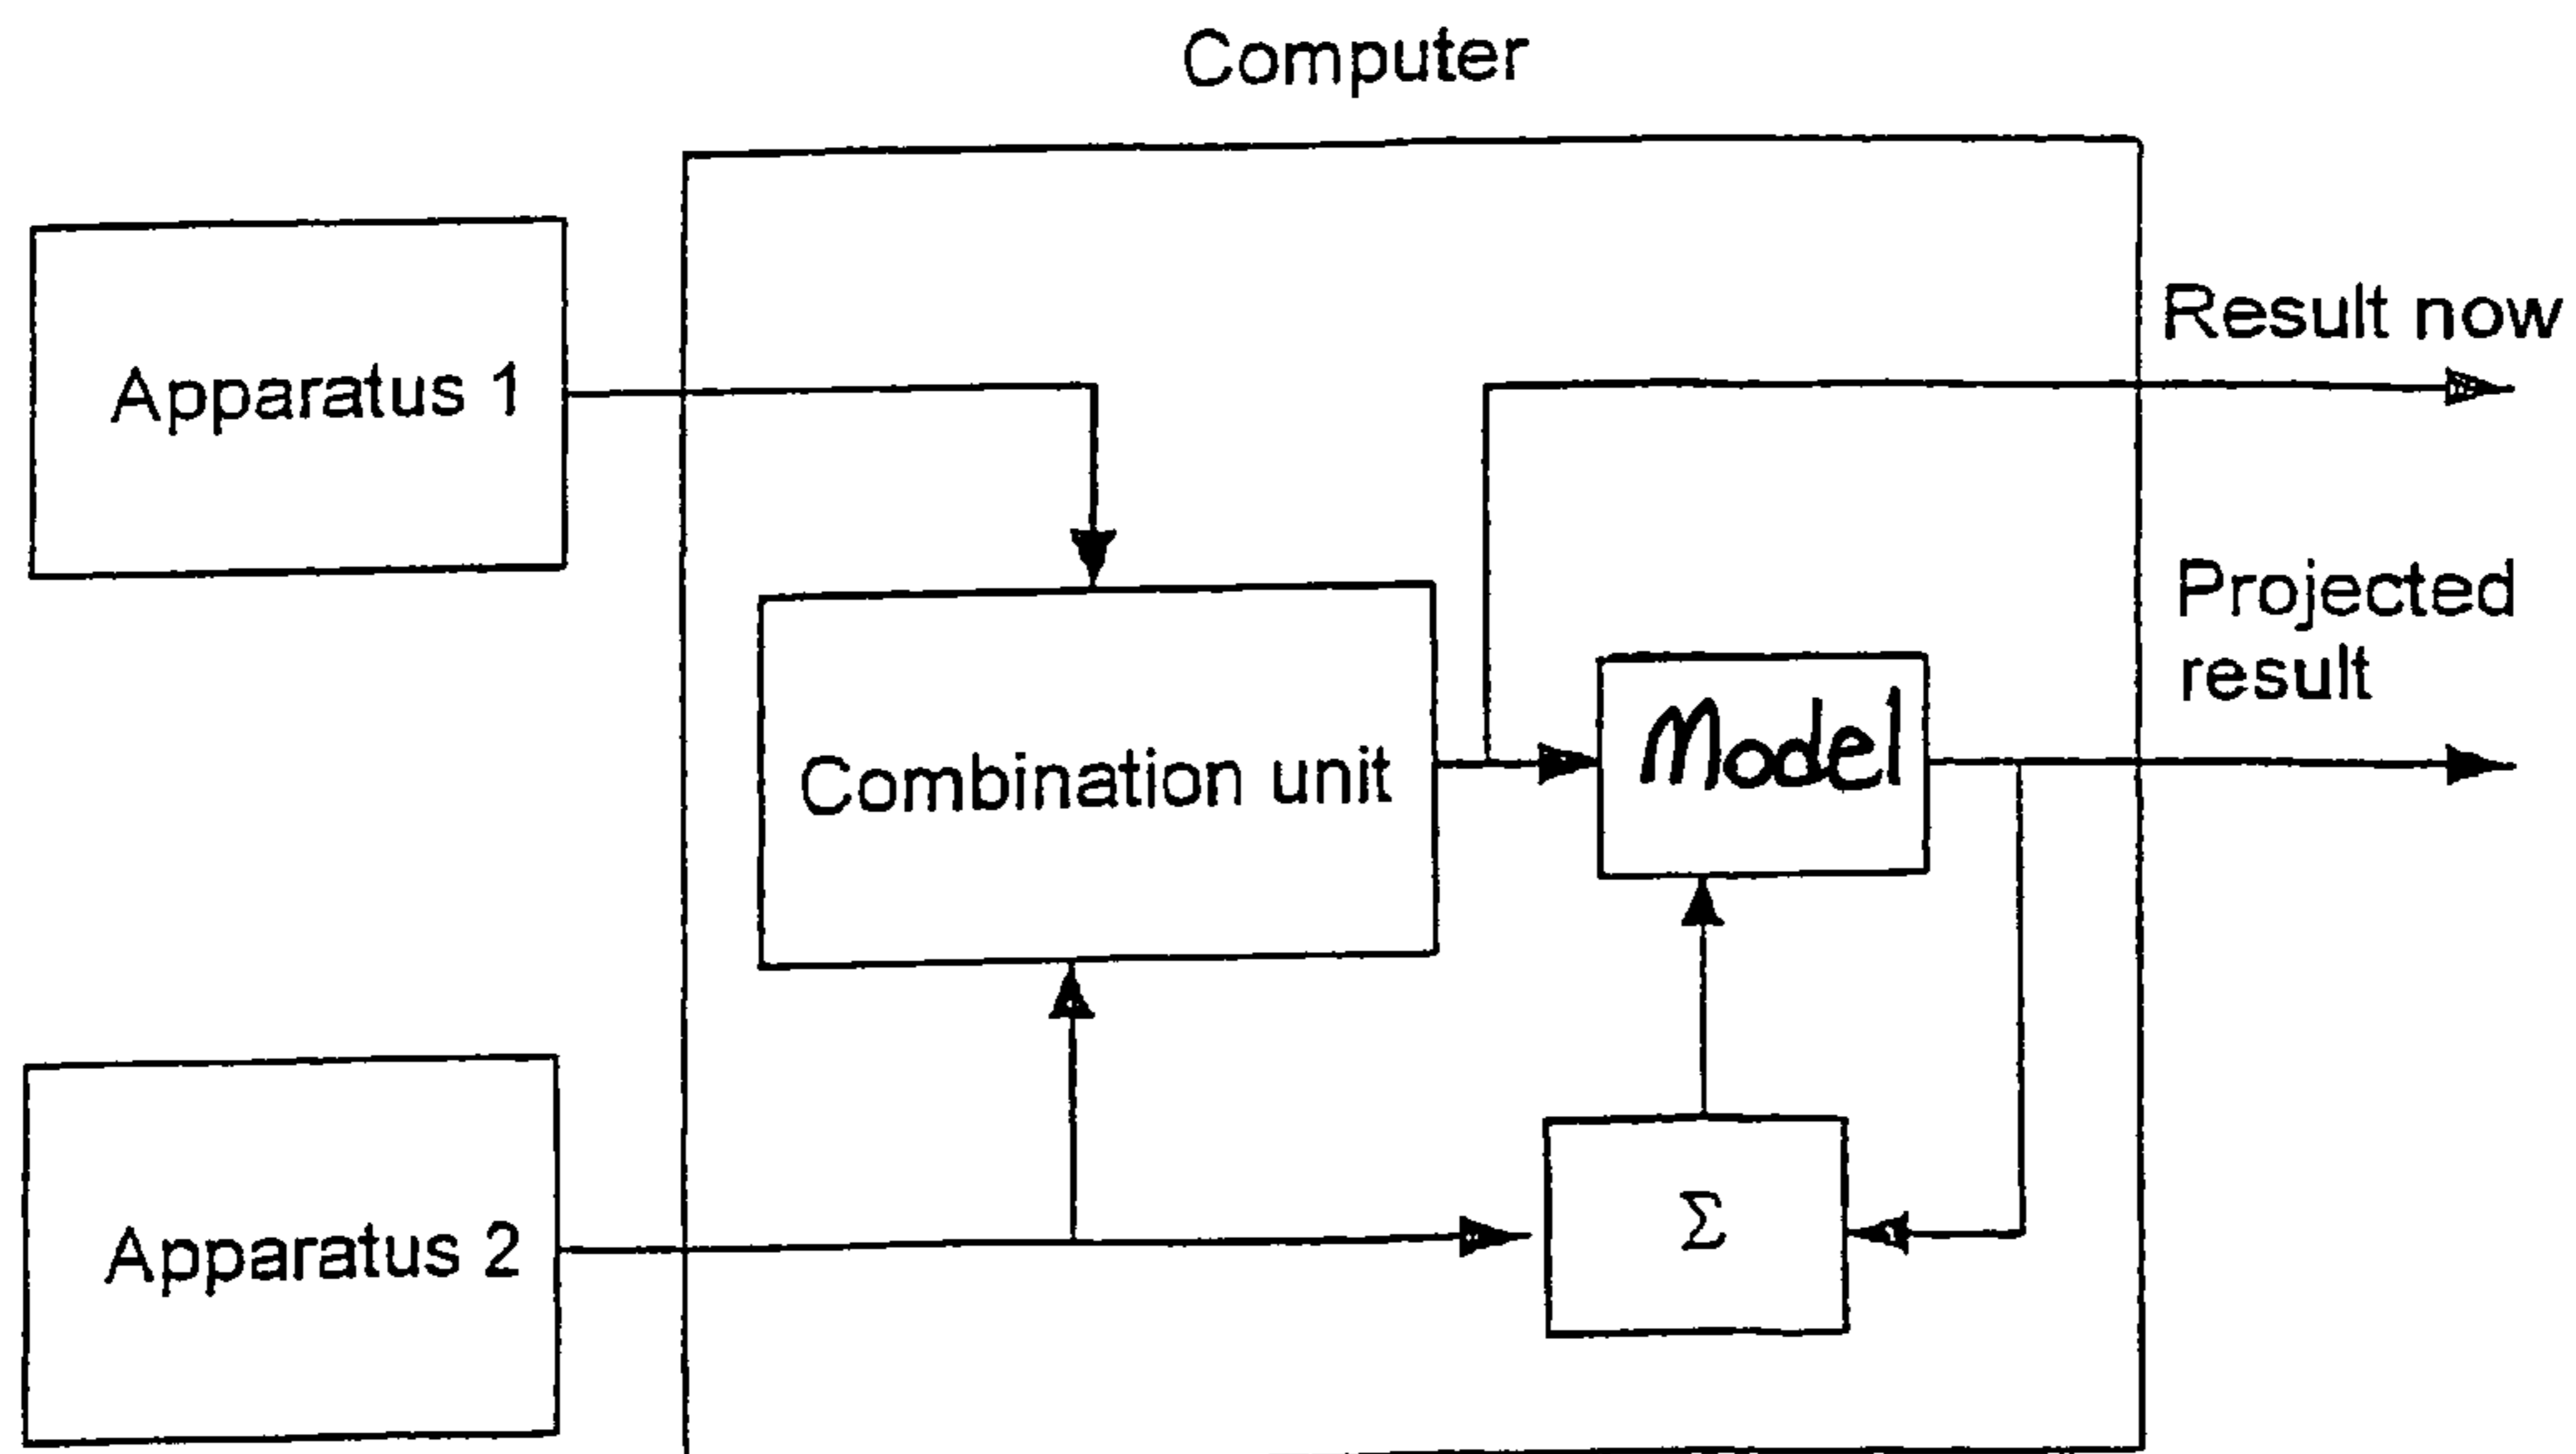 Computer
Apparatus 1
Result now
Projected
result
Combination unit
Model
Apparatus 2
Σ